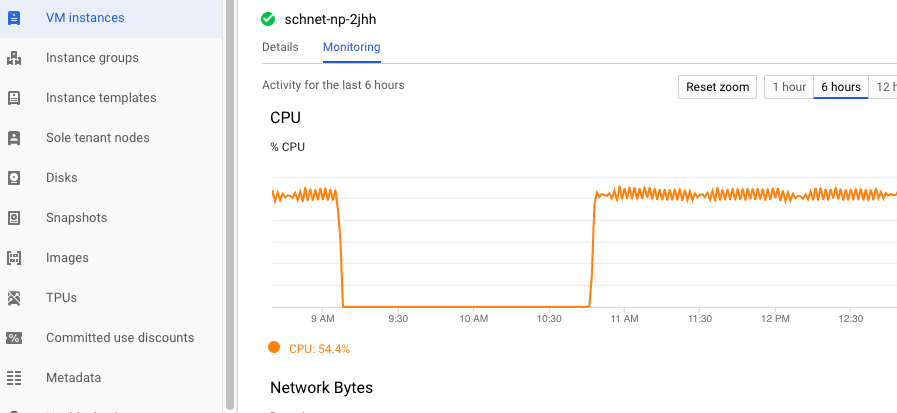 VM instances
Instance groups
Instance templates
Sole tenant nodes
Disks
Snapshots
Images
TPUs
Committed use discounts
Metadata
schnet-np-2jhh
Details Monitoring
Activity for the last 6 hours
Reset zoom 1 hour 6 hours 12 h
CPU
% CPU
9 AM 9:30 10 AM 10:30 11 AM 11:30 12 PM 12:30
CPU: 54.4%
Network Bytes